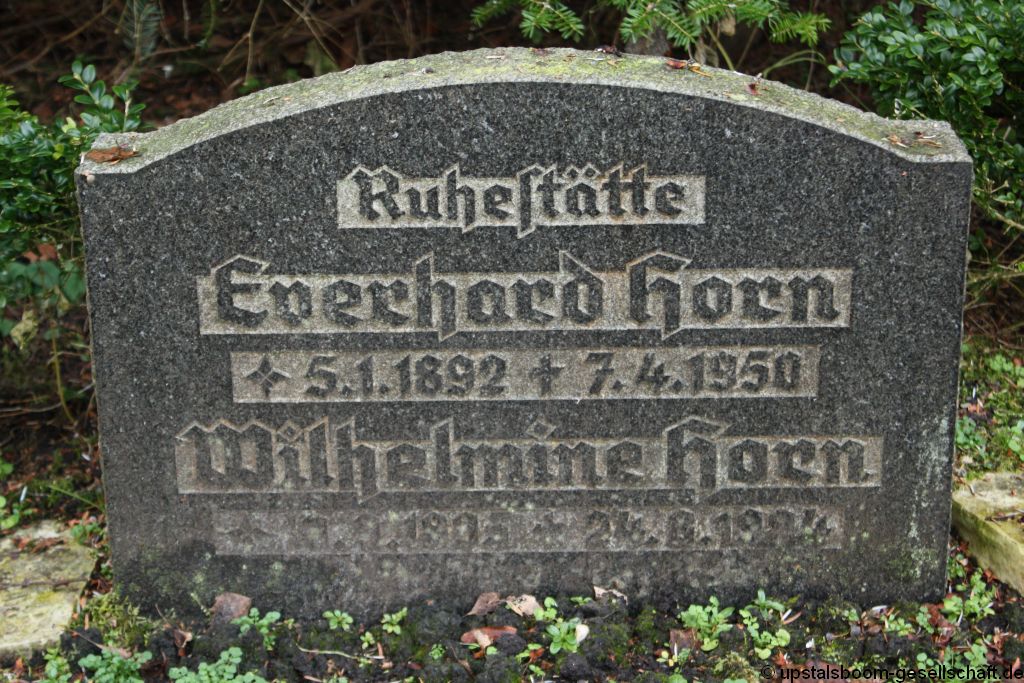 Ruhestätte
Everhard Horn
5.1.1892 ✝ 7.4.1950
Wilhelmine Horn
© upstalsboom-gesellschaft.de